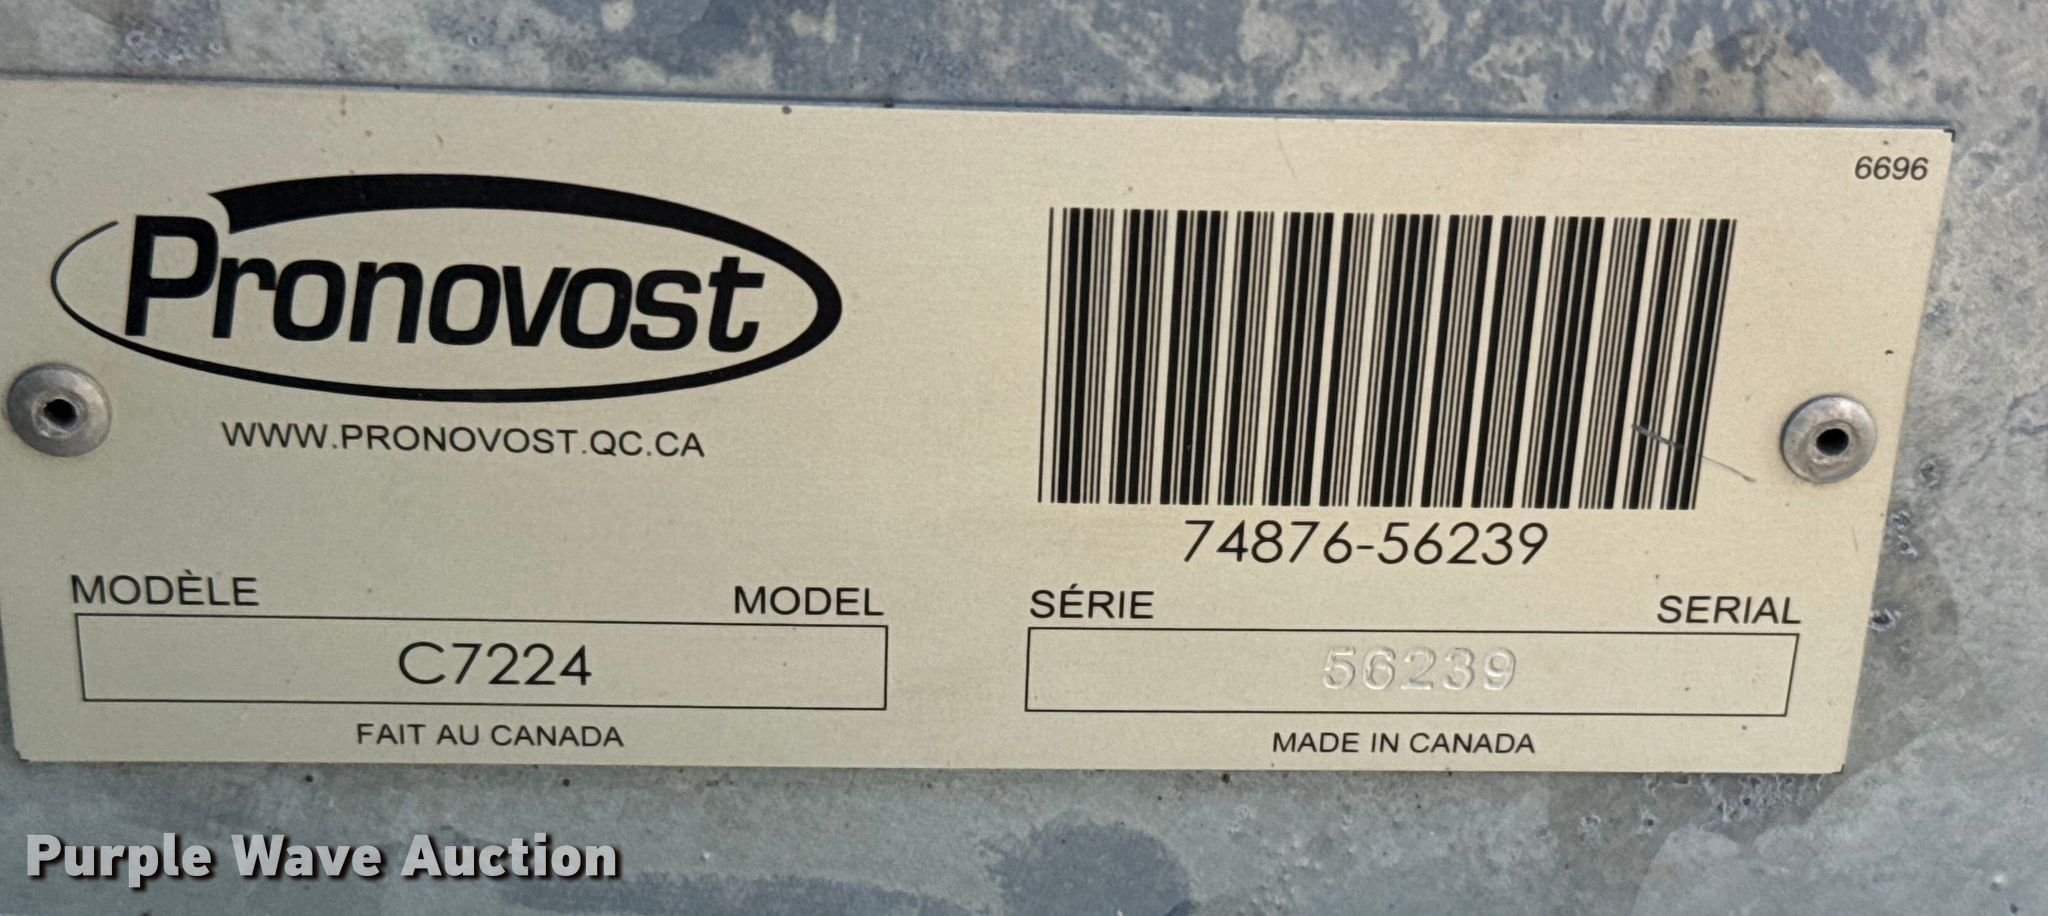 6696
Pronovost
WWW.PRONOVOST.QC.CA
74876-56239
MODÈLE MODEL
C7224
FAIT AU CANADA
SÉRIE SERIAL
56239
MADE IN CANADA
Purple Wave Auction